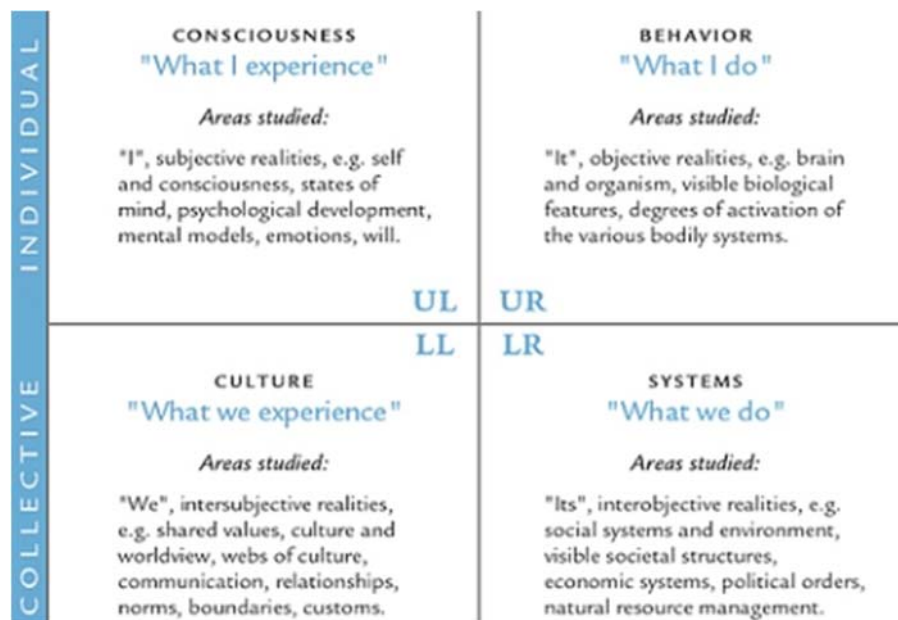 INDIVIDUAL
CONSCIOUSNESS
"What I experience"
Areas studied:
"I", subjective realities, e.g. self
and consciousness, states of
mind, psychological development,
mental models, emotions, will.
UL
BEHAVIOR
"What I do"
Areas studied:
"It", objective realities, e.g. brain
and organism, visible biological
features, degrees of activation of
the various bodily systems.
UR
COLLECTIVE
LL
CULTURE
"What we experience"
Areas studied:
"We", intersubjective realities,
e.g. shared values, culture and
worldview, webs of culture,
communication, relationships,
norms, boundaries, customs.
LR
SYSTEMS
"What we do"
Areas studied:
"Its", interobjective realities, e.g.
social systems and environment,
visible societal structures,
economic systems, political orders,
natural resource management.